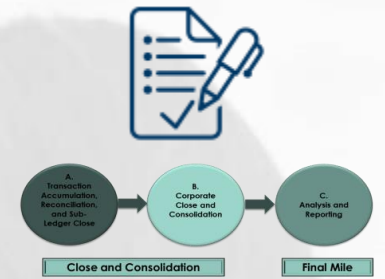 A.
Transaction
Accumulation,
Reconciliation,
and Sub-
Ledger Close
B.
Corporate
Close and
Consolidation
C.
Analysis and
Reporting
Close and Consolidation
Final Mile